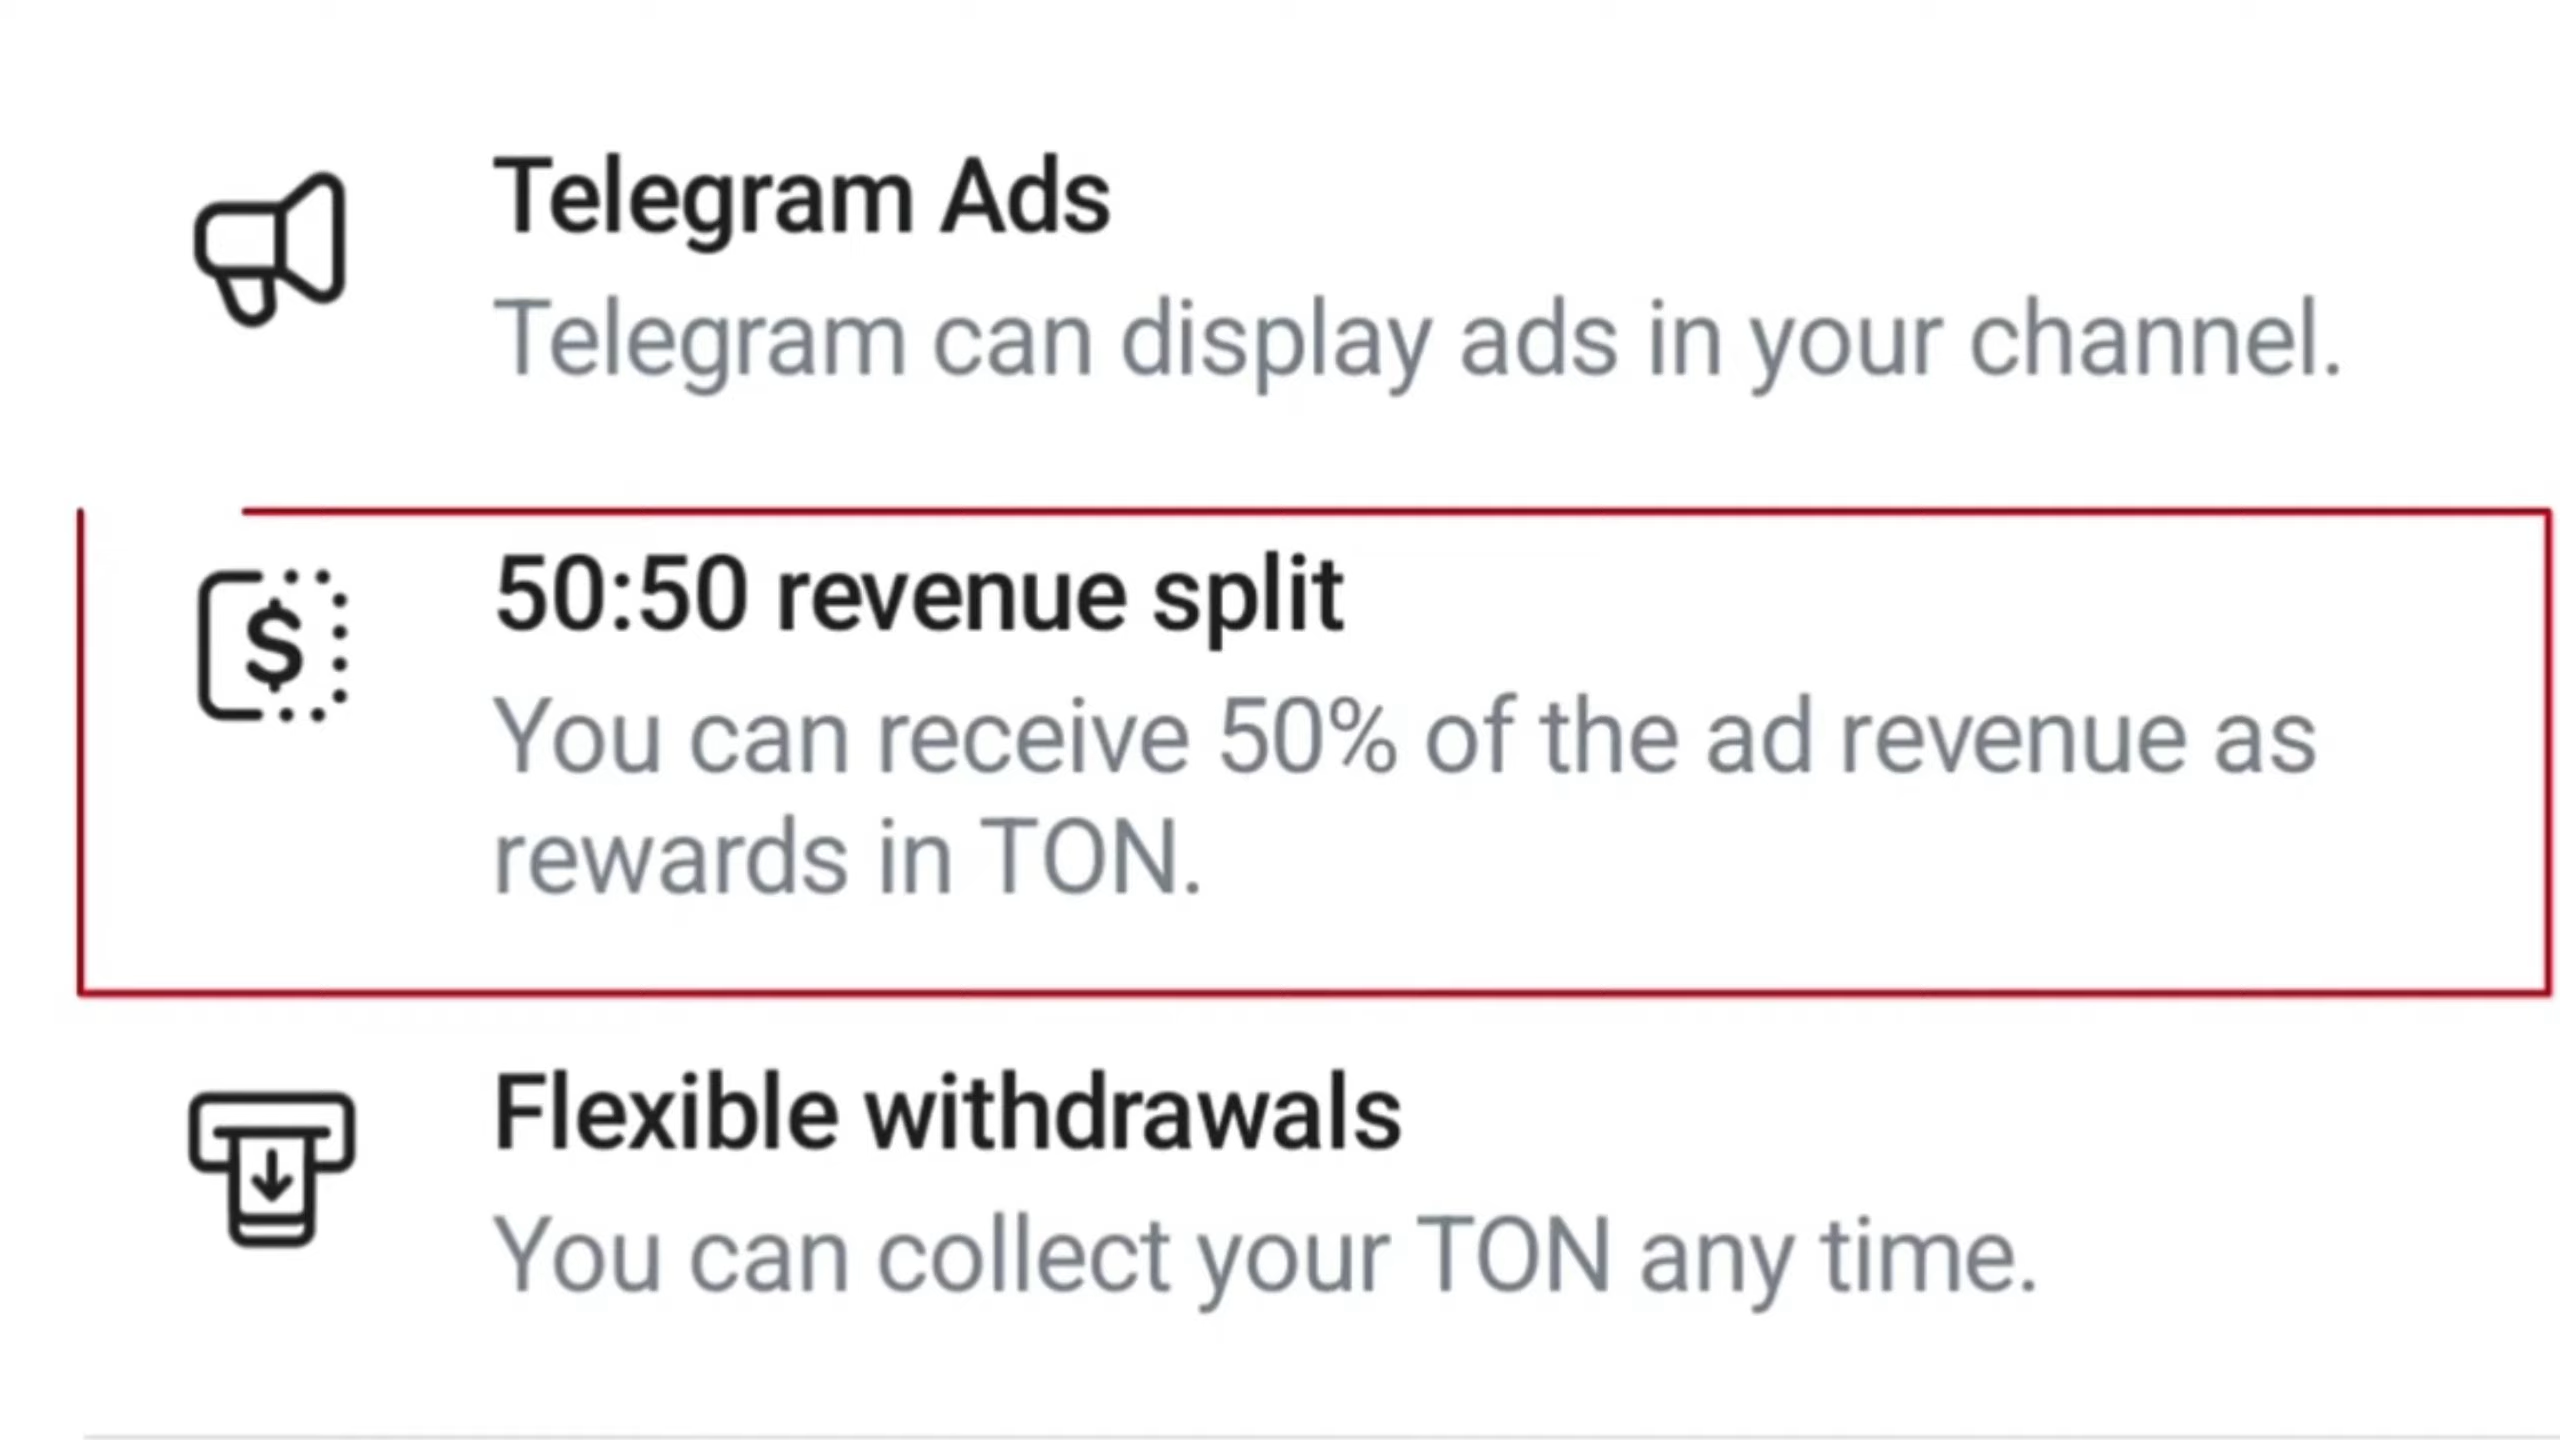 Telegram Ads
Telegram can display ads in your channel.
50:50 revenue split
You can receive 50% of the ad revenue as
rewards in TON.
Flexible withdrawals
You can collect your TON any time.